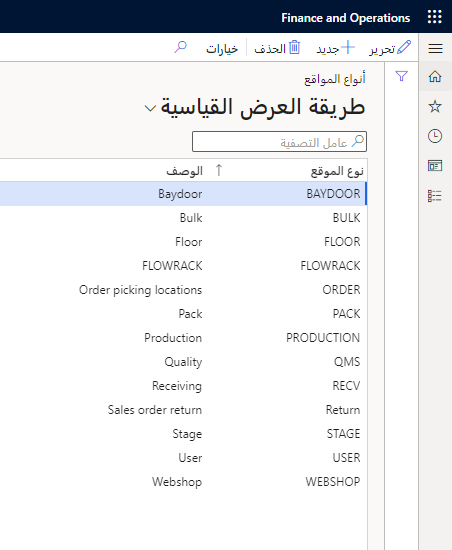 Finance and Operations
تحرير جديد الحذف خيارات
أنواع المواقع
طريقة العرض القياسية
عامل التصفية
نوع الموقع الوصف
BAYDOOR Baydoor
BULK Bulk
FLOOR Floor
FLOWRACK FLOWRACK
ORDER Order picking locations
PACK Pack
PRODUCTION Production
QMS Quality
RECV Receiving
Return Sales order return
STAGE Stage
USER User
WEBSHOP Webshop